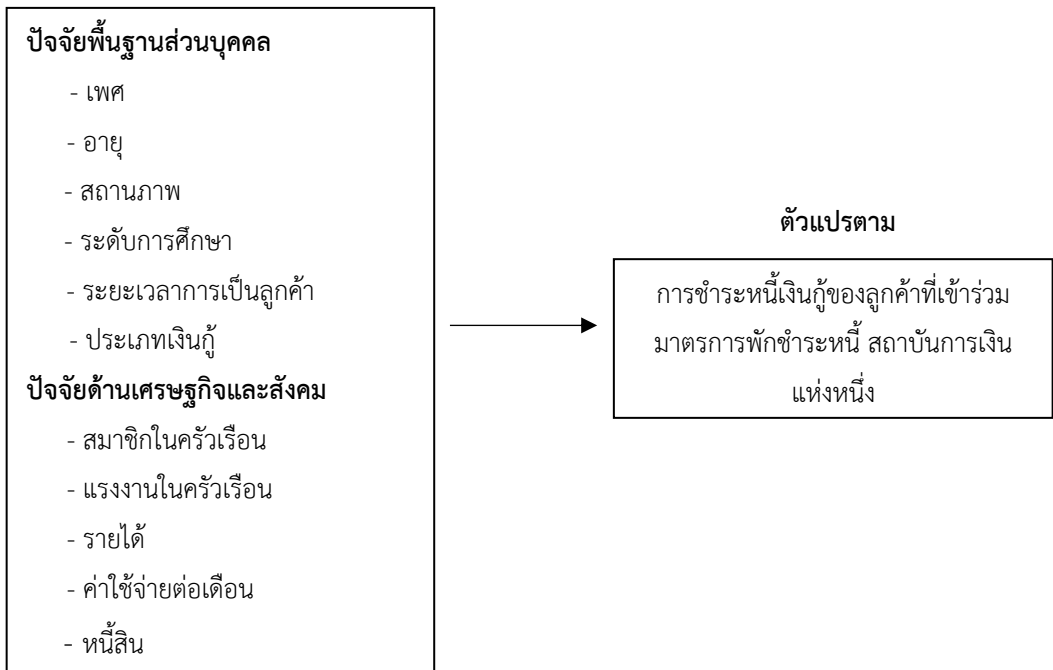 ปัจจัยพื้นฐานส่วนบุคคล
- เพศ
- อายุ
- สถานภาพ
- ระดับการศึกษา
- ระยะเวลาการเป็นลูกค้า
- ประเภทเงินกู้
ปัจจัยด้านเศรษฐกิจและสังคม
- สมาชิกในครัวเรือน
- แรงงานในครัวเรือน
- รายได้
- ค่าใช้จ่ายต่อเดือน
- หนี้สิน
ตัวแปรตาม
การชำระหนี้เงินกู้ของลูกค้าที่เข้าร่วม
มาตรการพักชำระหนี้ สถาบันการเงิน
แห่งหนึ่ง